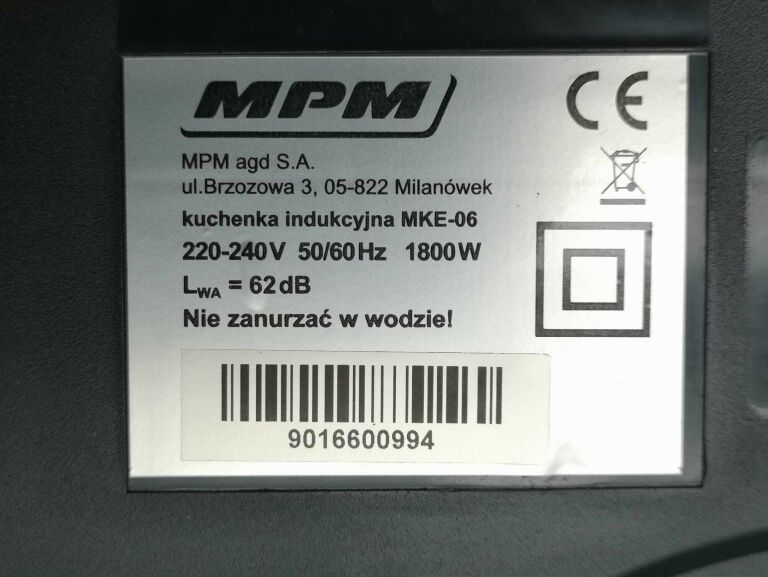 MPM
CE
MPM agd S.A.
ul.Brzozowa 3, 05-822 Milanówek
kuchenka indukcyjna MKE-06
220-240V 50/60Hz 1800W
LWA = 62dB
Nie zanurzać w wodzie!
9016600994